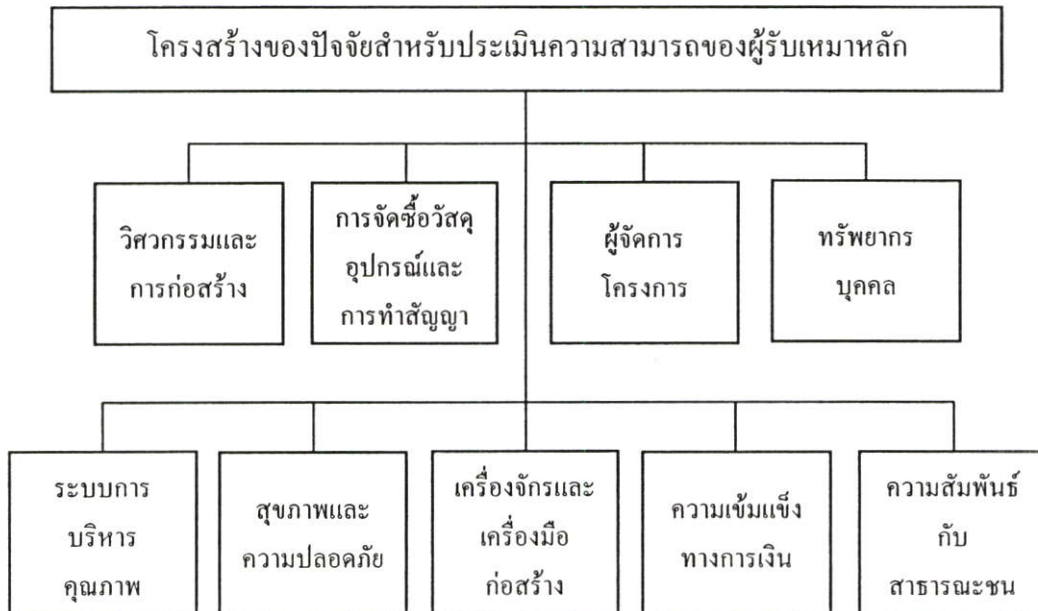 โครงสร้างของปัจจัยสำหรับประเมินความสามารถของผู้รับเหมาหลัก
วิศวกรรมและ
การก่อสร้าง
การจัดซื้อวัสดุ
อุปกรณ์และ
การทำสัญญา
ผู้จัดการ
โครงการ
ทรัพยากร
บุคคล
ระบบการ
บริหาร
คุณภาพ
สุขภาพและ
ความปลอดภัย
เครื่องจักรและ
เครื่องมือ
ก่อสร้าง
ความเข้มแข็ง
ทางการเงิน
ความสัมพันธ์
กับ
สาธารณะชน